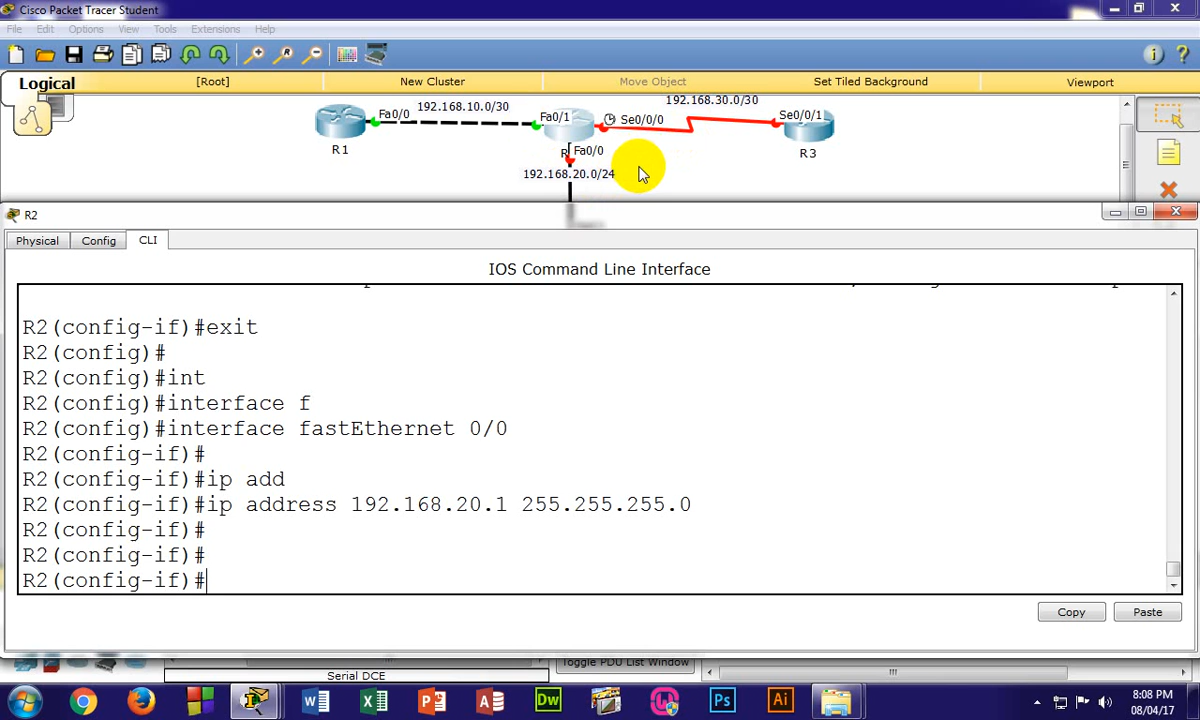 Cisco Packet Tracer Student
File Edit Options View Tools Extensions Help
Logical [Root] New Cluster Move Object Set Tiled Background Viewport
192.168.10.0/30
192.168.30.0/30
Fa0/0
Fa0/1
Se0/0/0
Se0/0/1
R1
R
Fa0/0
R3
192.168.20.0/24
R2
Physical Config CLI
IOS Command Line Interface
R2(config-if)#exit
R2(config)#
R2(config)#int
R2(config)#interface f
R2(config)#interface fastEthernet 0/0
R2(config-if)#
R2(config-if)#ip add
R2(config-if)#ip address 192.168.20.1 255.255.255.0
R2(config-if)#
R2(config-if)#
R2(config-if)#
Copy Paste
Toggle PDU List Window
Serial DCE
Dw
Ps
Ai
8:08 PM
08/04/17